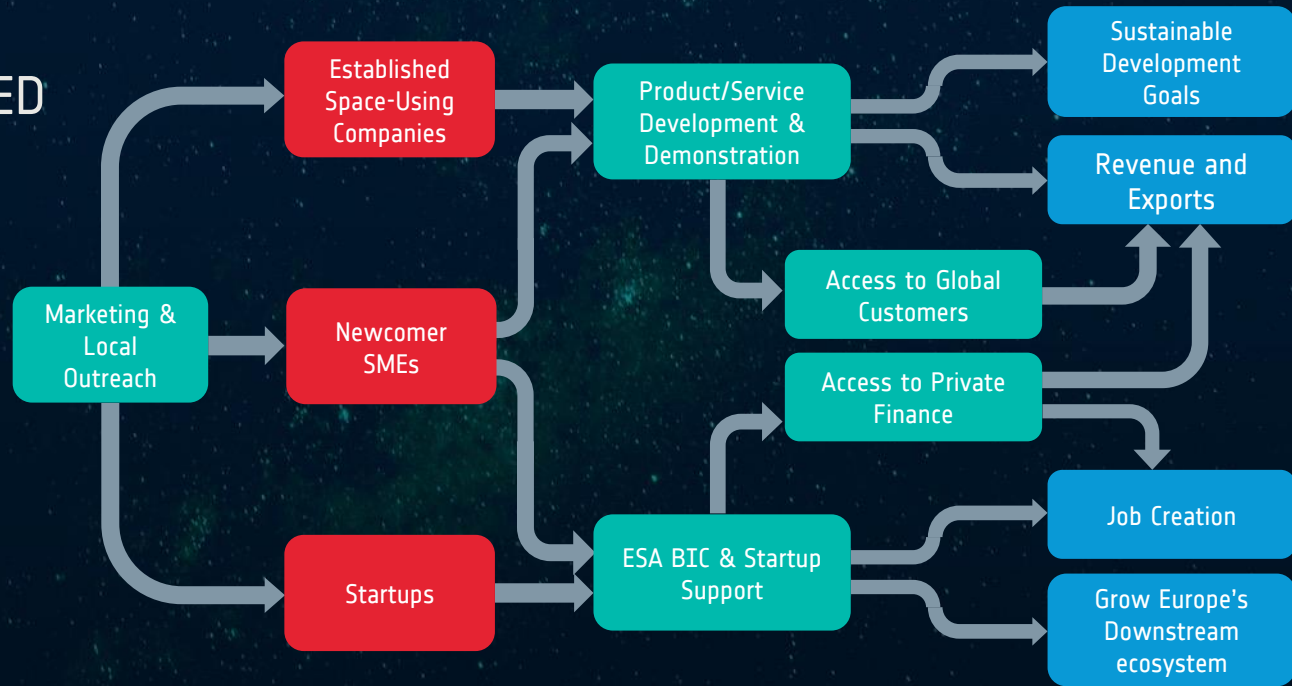 ED
Established
Space-Using
Companies
Product/Service
Development &
Demonstration
Sustainable
Development
Goals
Revenue and
Exports
Access to Global
Customers
Marketing &
Local
Outreach
Newcomer
SMEs
Access to Private
Finance
Job Creation
ESA BIC & Startup
Support
Startups
Grow Europe's
Downstream
ecosystem